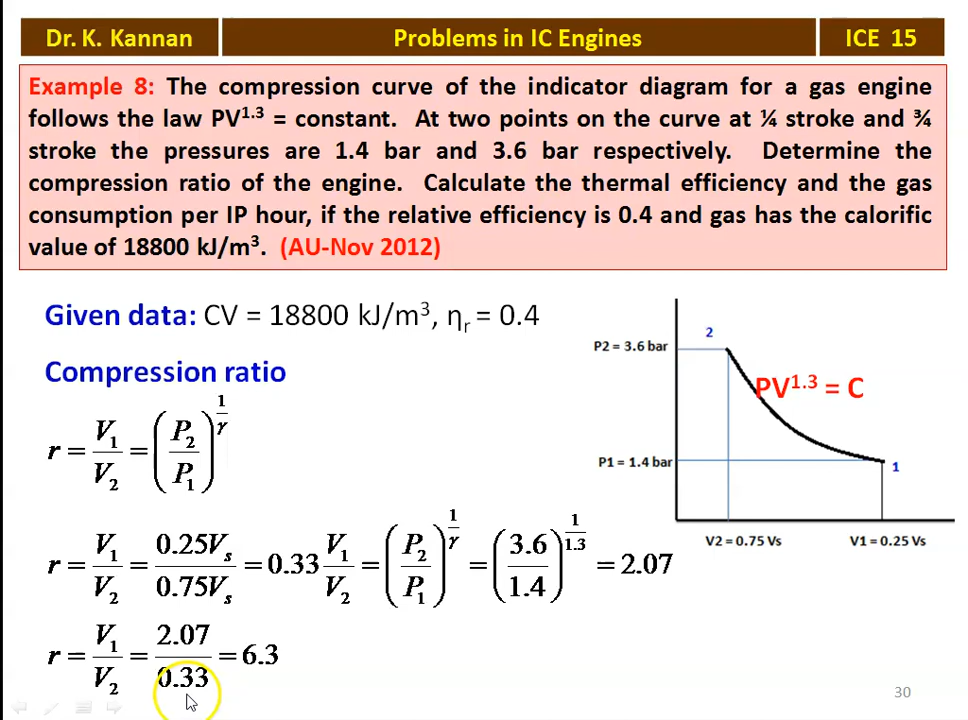 Dr. K. Kannan
Problems in IC Engines
ICE 15
Example 8: The compression curve of the indicator diagram for a gas engine
follows the law PV^1.3 = constant. At two points on the curve at ¼ stroke and ¾
stroke the pressures are 1.4 bar and 3.6 bar respectively. Determine the
compression ratio of the engine. Calculate the thermal efficiency and the gas
consumption per IP hour, if the relative efficiency is 0.4 and gas has the calorific
value of 18800 kJ/m³. (AU-Nov 2012)
Given data: CV = 18800 kJ/m³, ηr = 0.4
Compression ratio
r = V₁/V₂ = (P₂/P₁)^(1/γ)
r = V₁/V₂ = 0.25Vs/0.75Vs = 0.33 V₁/V₂ = (P₂/P₁)^(1/γ) = (3.6/1.4)^(1/1.3) = 2.07
r = V₁/V₂ = 2.07/0.33 = 6.3
2
P2 = 3.6 bar
PV^1.3 = C
P1 = 1.4 bar
1
V2 = 0.75 Vs
V1 = 0.25 Vs
30